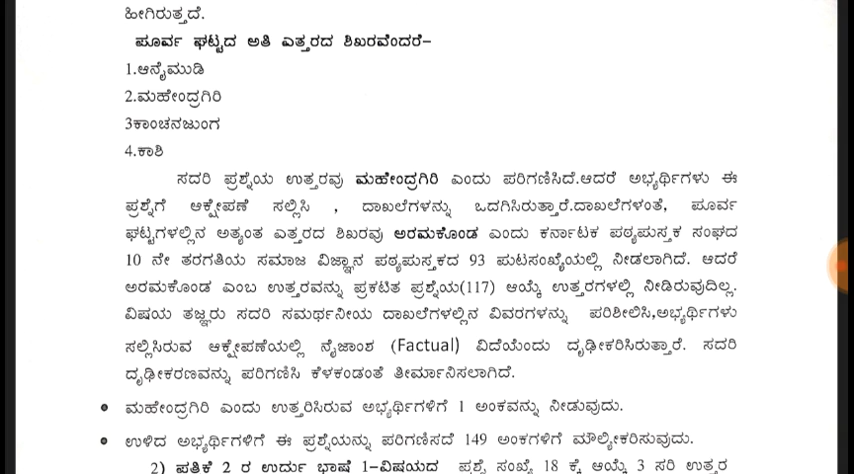 ಹೀಗಿರುತ್ತದೆ.
ಪೂರ್ವ ಘಟ್ಟದ ಅತಿ ಎತ್ತರದ ಶಿಖರವೆಂದರೆ–
1.ಆನೈಮುಡಿ
2.ಮಹೇಂದ್ರಗಿರಿ
3ಕಾಂಚನಜುಂಗ
4.ಕಾಶಿ
ಸದರಿ ಪ್ರಶ್ನೆಯ ಉತ್ತರವು ಮಹೇಂದ್ರಗಿರಿ ಎಂದು ಪರಿಗಣಿಸಿದೆ.ಆದರೆ ಅಭ್ಯರ್ಥಿಗಳು ಈ
ಪ್ರಶ್ನೆಗೆ ಆಕ್ಷೇಪಣೆ ಸಲ್ಲಿಸಿ , ದಾಖಲೆಗಳನ್ನು ಒದಗಿಸಿರುತ್ತಾರೆ.ದಾಖಲೆಗಳಂತೆ, ಪೂರ್ವ
ಘಟ್ಟಗಳಲ್ಲಿನ ಅತ್ಯಂತ ಎತ್ತರದ ಶಿಖರವು ಅರಮಕೊಂಡ ಎಂದು ಕರ್ನಾಟಕ ಪಠ್ಯಪುಸ್ತಕ ಸಂಘದ
10 ನೇ ತರಗತಿಯ ಸಮಾಜ ವಿಜ್ಞಾನ ಪಠ್ಯಪುಸ್ತಕದ 93 ಪುಟಸಂಖ್ಯೆಯಲ್ಲಿ ನೀಡಲಾಗಿದೆ. ಆದರೆ
ಅರಮಕೊಂಡ ಎಂಬ ಉತ್ತರವನ್ನು ಪ್ರಕಟಿತ ಪ್ರಶ್ನೆಯ(117) ಆಯ್ಕೆ ಉತ್ತರಗಳಲ್ಲಿ ನೀಡಿರುವುದಿಲ್ಲ.
ವಿಷಯ ತಜ್ಞರು ಸದರಿ ಸಮರ್ಥನೀಯ ದಾಖಲೆಗಳಲ್ಲಿನ ವಿವರಗಳನ್ನು ಪರಿಶೀಲಿಸಿ,ಅಭ್ಯರ್ಥಿಗಳು
ಸಲ್ಲಿಸಿರುವ ಆಕ್ಷೇಪಣೆಯಲ್ಲಿ ನೈಜಾಂಶ (Factual) ವಿದೆಯೆಂದು ದೃಢೀಕರಿಸಿರುತ್ತಾರೆ. ಸದರಿ
ದೃಢೀಕರಣವನ್ನು ಪರಿಗಣಿಸಿ ಕೆಳಕಂಡಂತೆ ತೀರ್ಮಾನಿಸಲಾಗಿದೆ.
• ಮಹೇಂದ್ರಗಿರಿ ಎಂದು ಉತ್ತರಿಸಿರುವ ಅಭ್ಯರ್ಥಿಗಳಿಗೆ 1 ಅಂಕವನ್ನು ನೀಡುವುದು.
• ಉಳಿದ ಅಭ್ಯರ್ಥಿಗಳಿಗೆ ಈ ಪ್ರಶ್ನೆಯನ್ನು ಪರಿಗಣಿಸದೆ 149 ಅಂಕಗಳಿಗೆ ಮೌಲ್ಯೀಕರಿಸುವುದು.
2) ಪತ್ರಿಕೆ 2 ರ ಉರ್ದು ಭಾಷೆ 1–ವಿಷಯದ ಪ್ರಶ್ನೆ ಸಂಖ್ಯೆ 18 ಕ್ಕೆ ಆಯ್ಕೆ 3 ಸರಿ ಉತ್ತರ